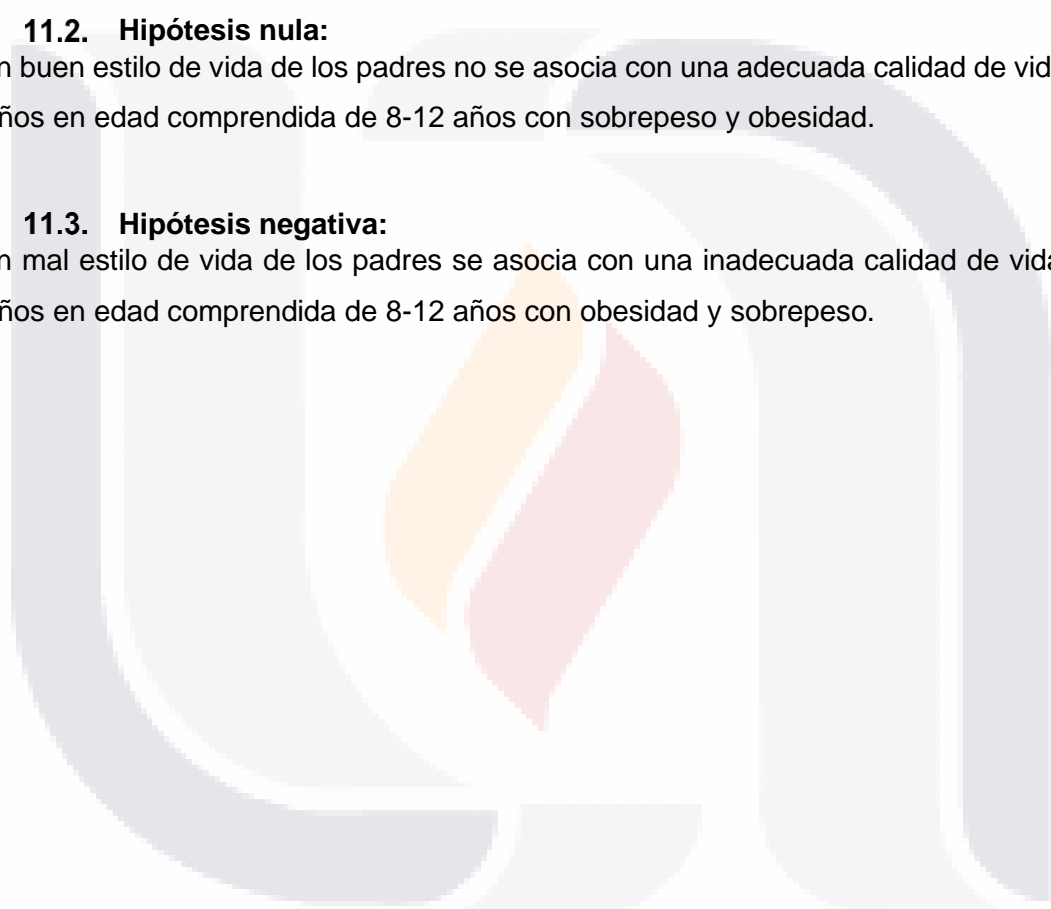 11.2. Hipótesis nula:
n buen estilo de vida de los padres no se asocia con una adecuada calidad de vid
ños en edad comprendida de 8-12 años con sobrepeso y obesidad.
11.3. Hipótesis negativa:
n mal estilo de vida de los padres se asocia con una inadecuada calidad de vida
ños en edad comprendida de 8-12 años con obesidad y sobrepeso.